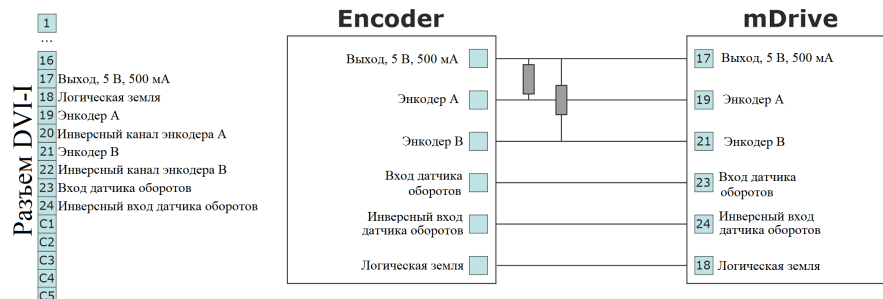 Разъем DVI-I
1
...
16
17 Выход, 5 В, 500 мА
18 Логическая земля
19 Энкодер А
20 Инверсный канал энкодера А
21 Энкодер В
22 Инверсный канал энкодера В
23 Вход датчика оборотов
24 Инверсный вход датчика оборотов
C1
C2
C3
C4
C5
Encoder
Выход, 5 В, 500 мА
Энкодер А
Энкодер В
Вход датчика
оборотов
Инверсный вход
датчика оборотов
Логическая земля
mDrive
17 Выход, 5 В, 500 мА
19 Энкодер А
21 Энкодер В
23 Вход датчика
оборотов
24 Инверсный вход
датчика оборотов
18 Логическая земля